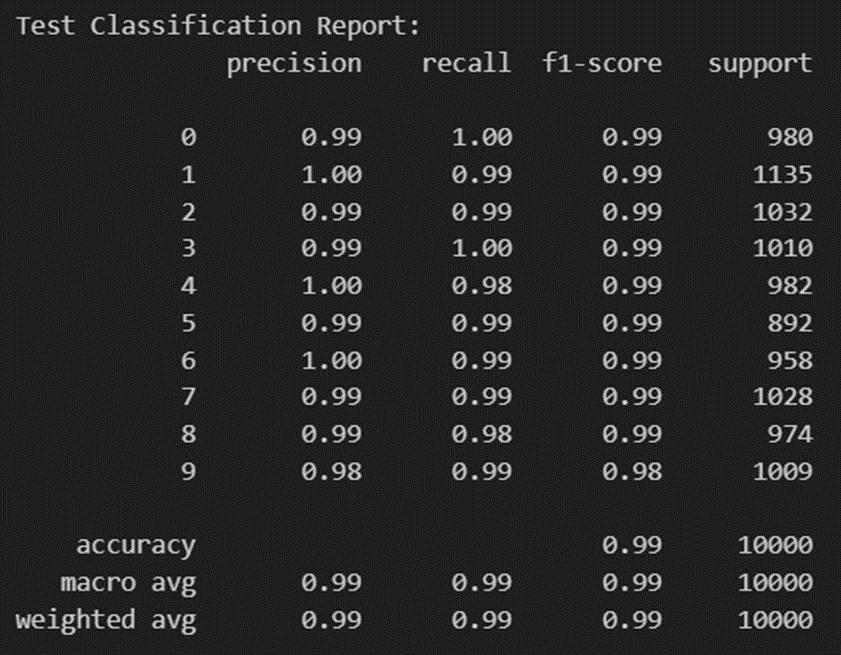 Test Classification Report:
precision recall f1-score support
0 0.99 1.00 0.99 980
1 1.00 0.99 0.99 1135
2 0.99 0.99 0.99 1032
3 0.99 1.00 0.99 1010
4 1.00 0.98 0.99 982
5 0.99 0.99 0.99 892
6 1.00 0.99 0.99 958
7 0.99 0.99 0.99 1028
8 0.99 0.98 0.99 974
9 0.98 0.99 0.98 1009
accuracy 0.99 10000
macro avg 0.99 0.99 0.99 10000
weighted avg 0.99 0.99 0.99 10000